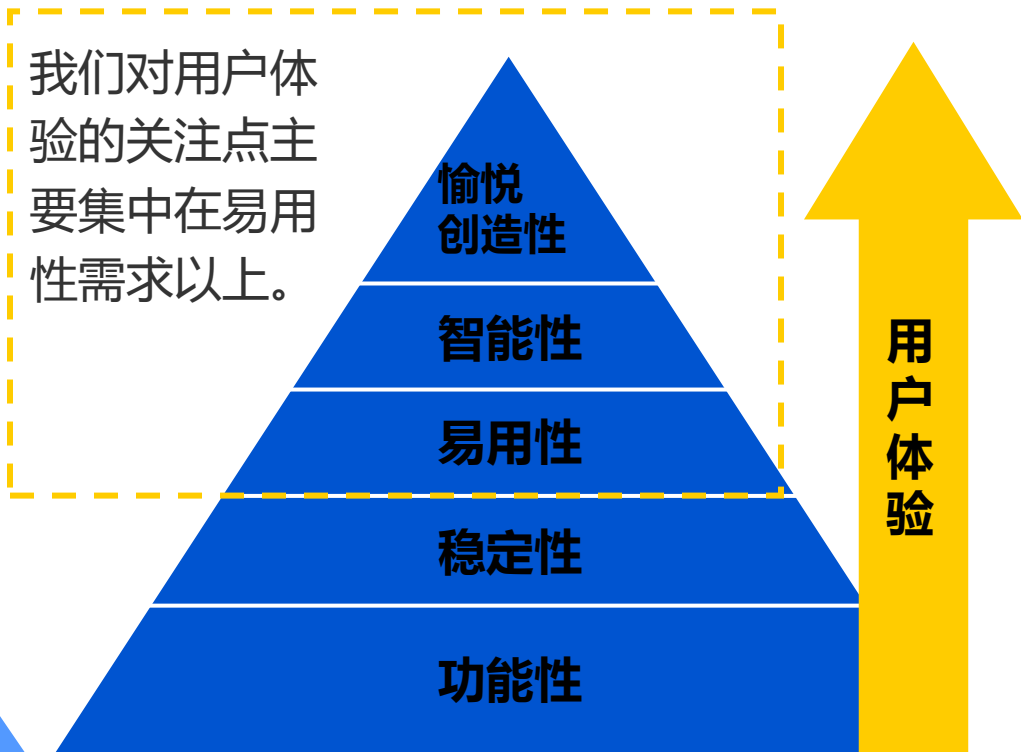 我们对用户体
验的关注点主
要集中在易用
性需求以上。
愉悦
创造性
智能性
易用性
稳定性
功能性
用户体验